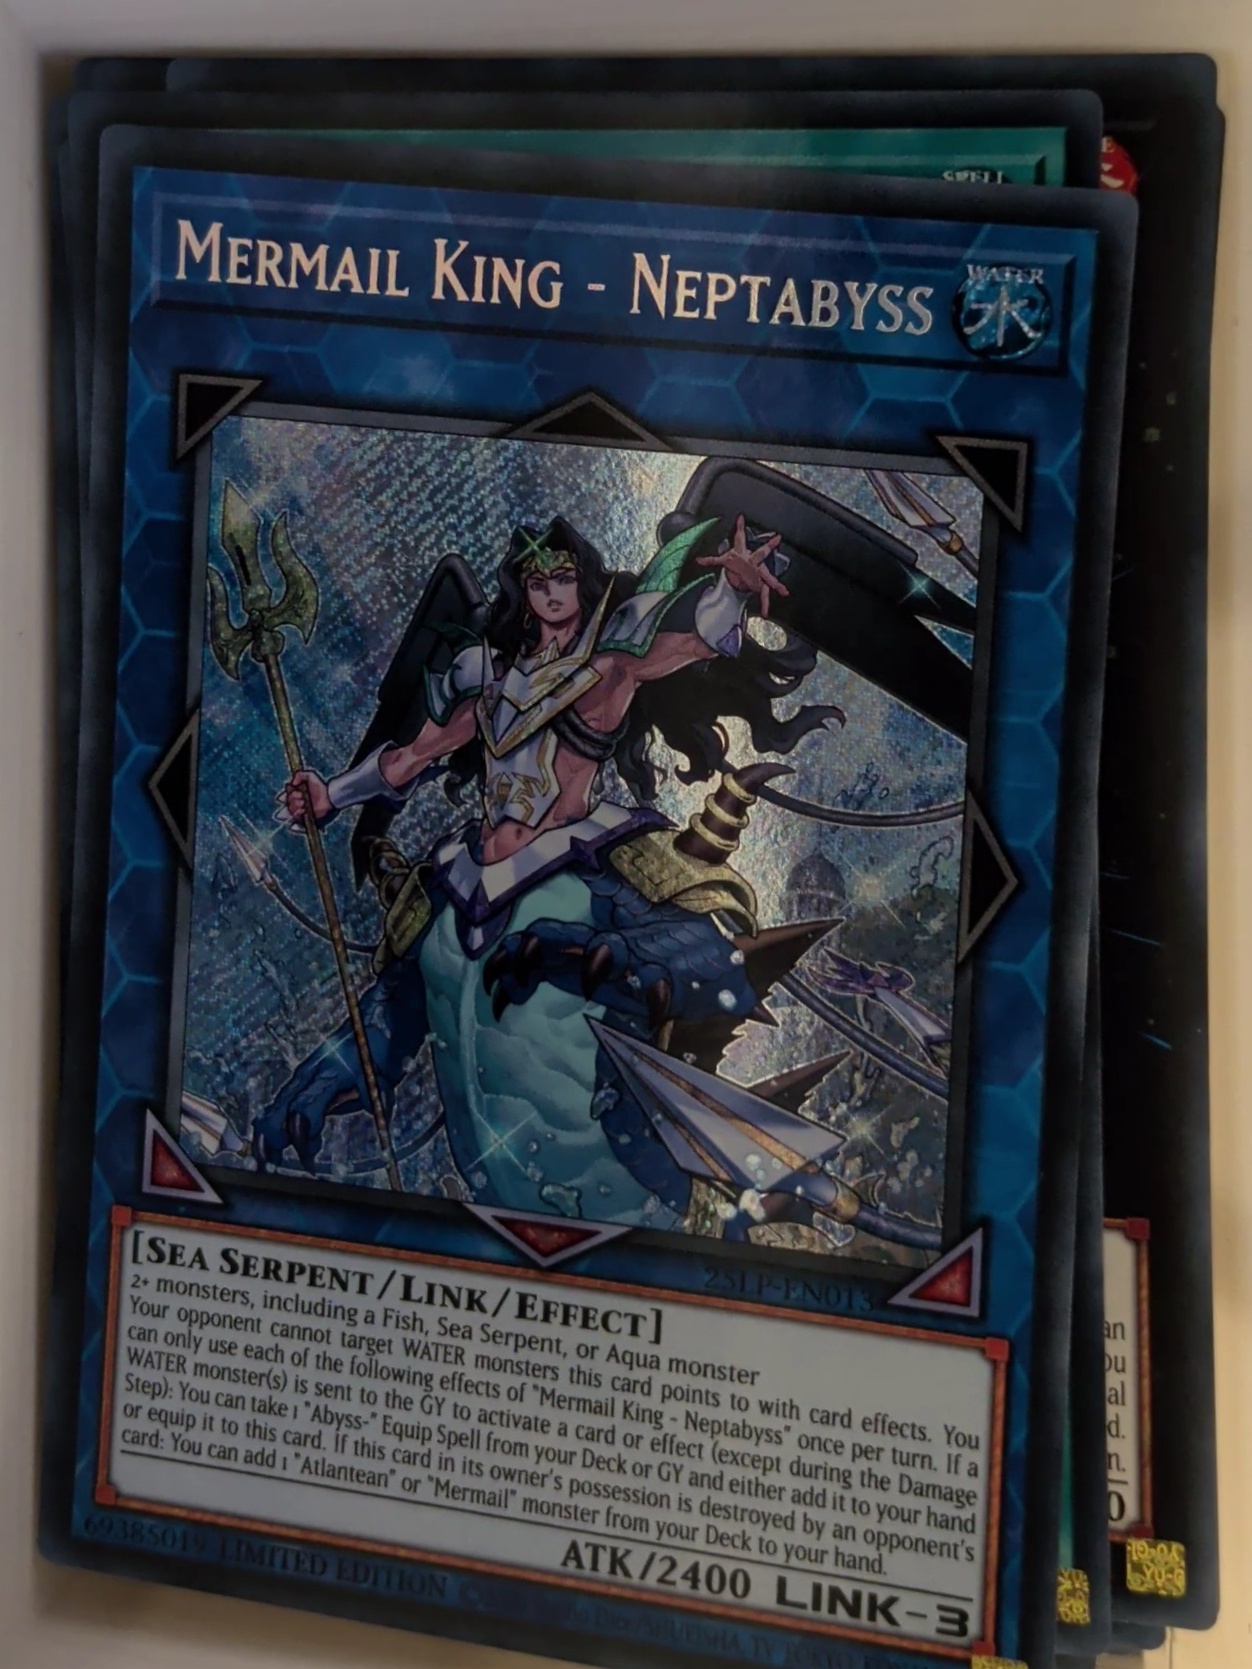 SPELL
MERMAIL KING - NEPTABYSS
WATER
水
25LP-EN013
[SEA SERPENT/LINK/EFFECT]
2+ monsters, including a Fish, Sea Serpent, or Aqua monster
Your opponent cannot target WATER monsters this card points to with card effects. You
can only use each of the following effects of "Mermail King - Neptabyss" once per turn. If a
WATER monster(s) is sent to the GY to activate a card or effect (except during the Damage
Step): You can take 1 "Abyss-" Equip Spell from your Deck or GY and either add it to your hand
or equip it to this card. If this card in its owner's possession is destroyed by an opponent's
card: You can add 1 "Atlantean" or "Mermail" monster from your Deck to your hand.
ATK/2400 LINK-3
69385019 LIMITED EDITION